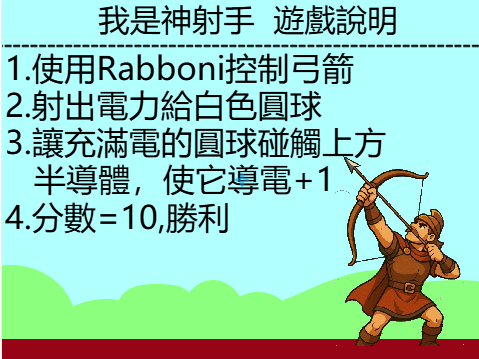 我是神射手 遊戲說明
1.使用Rabboni控制弓箭
2.射出電力給白色圓球
3.讓充滿電的圓球碰觸上方
半導體，使它導電+1
4.分數=10,勝利